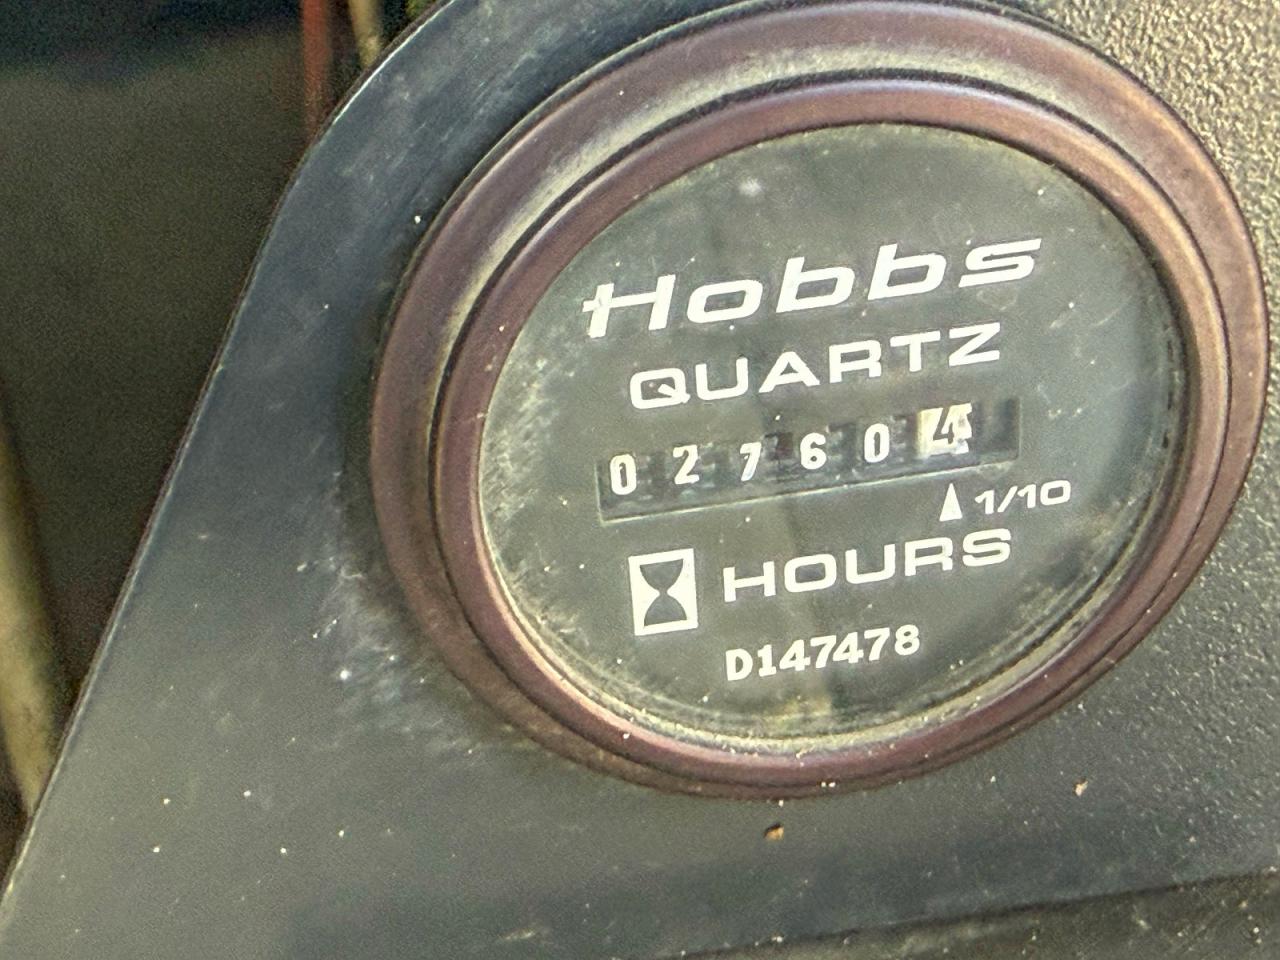 Hobbs
QUARTZ
027604
1/10
HOURS
D147478